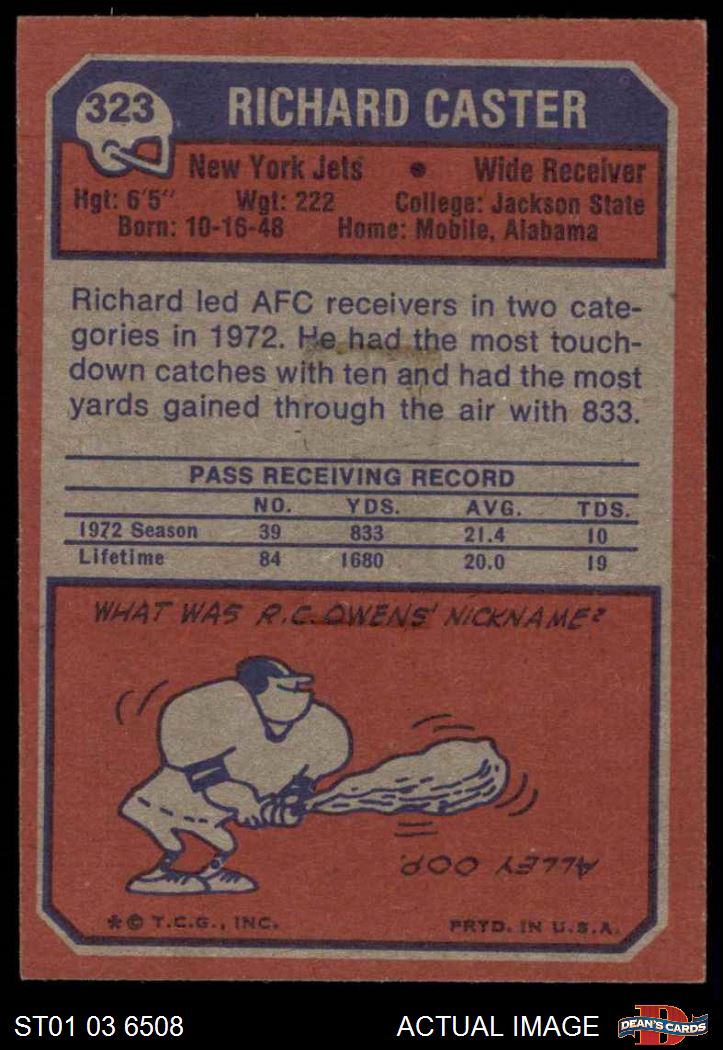 323
RICHARD CASTER
New York Jets • Wide Receiver
Hgt: 6'5" Wgt: 222 College: Jackson State
Born: 10-16-48 Home: Mobile, Alabama
Richard led AFC receivers in two cate-
gories in 1972. He had the most touch-
down catches with ten and had the most
yards gained through the air with 833.
PASS RECEIVING RECORD
NO. YDS. AVG. TDS.
1972 Season 39 833 21.4 10
Lifetime 84 1680 20.0 19
WHAT WAS R.C. OWENS' NICKNAME?
ALLEY OOP.
*© T.C.G., INC. PRTD. IN U.S.A.
ST01 03 6508 ACTUAL IMAGE D DEAN'S CARDS